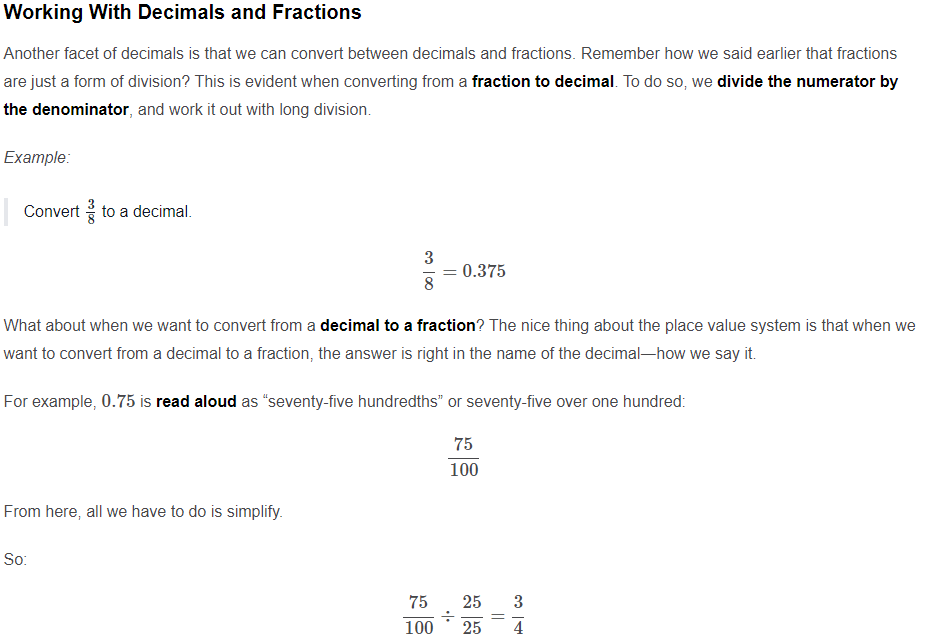 Working With Decimals and Fractions
Another facet of decimals is that we can convert between decimals and fractions. Remember how we said earlier that fractions
are just a form of division? This is evident when converting from a fraction to decimal. To do so, we divide the numerator by
the denominator, and work it out with long division.
Example:
Convert 3/8 to a decimal.
3/8 = 0.375
What about when we want to convert from a decimal to a fraction? The nice thing about the place value system is that when we
want to convert from a decimal to a fraction, the answer is right in the name of the decimal—how we say it.
For example, 0.75 is read aloud as “seventy-five hundredths” or seventy-five over one hundred:
75/100
From here, all we have to do is simplify.
So:
75/100 ÷ 25/25 = 3/4